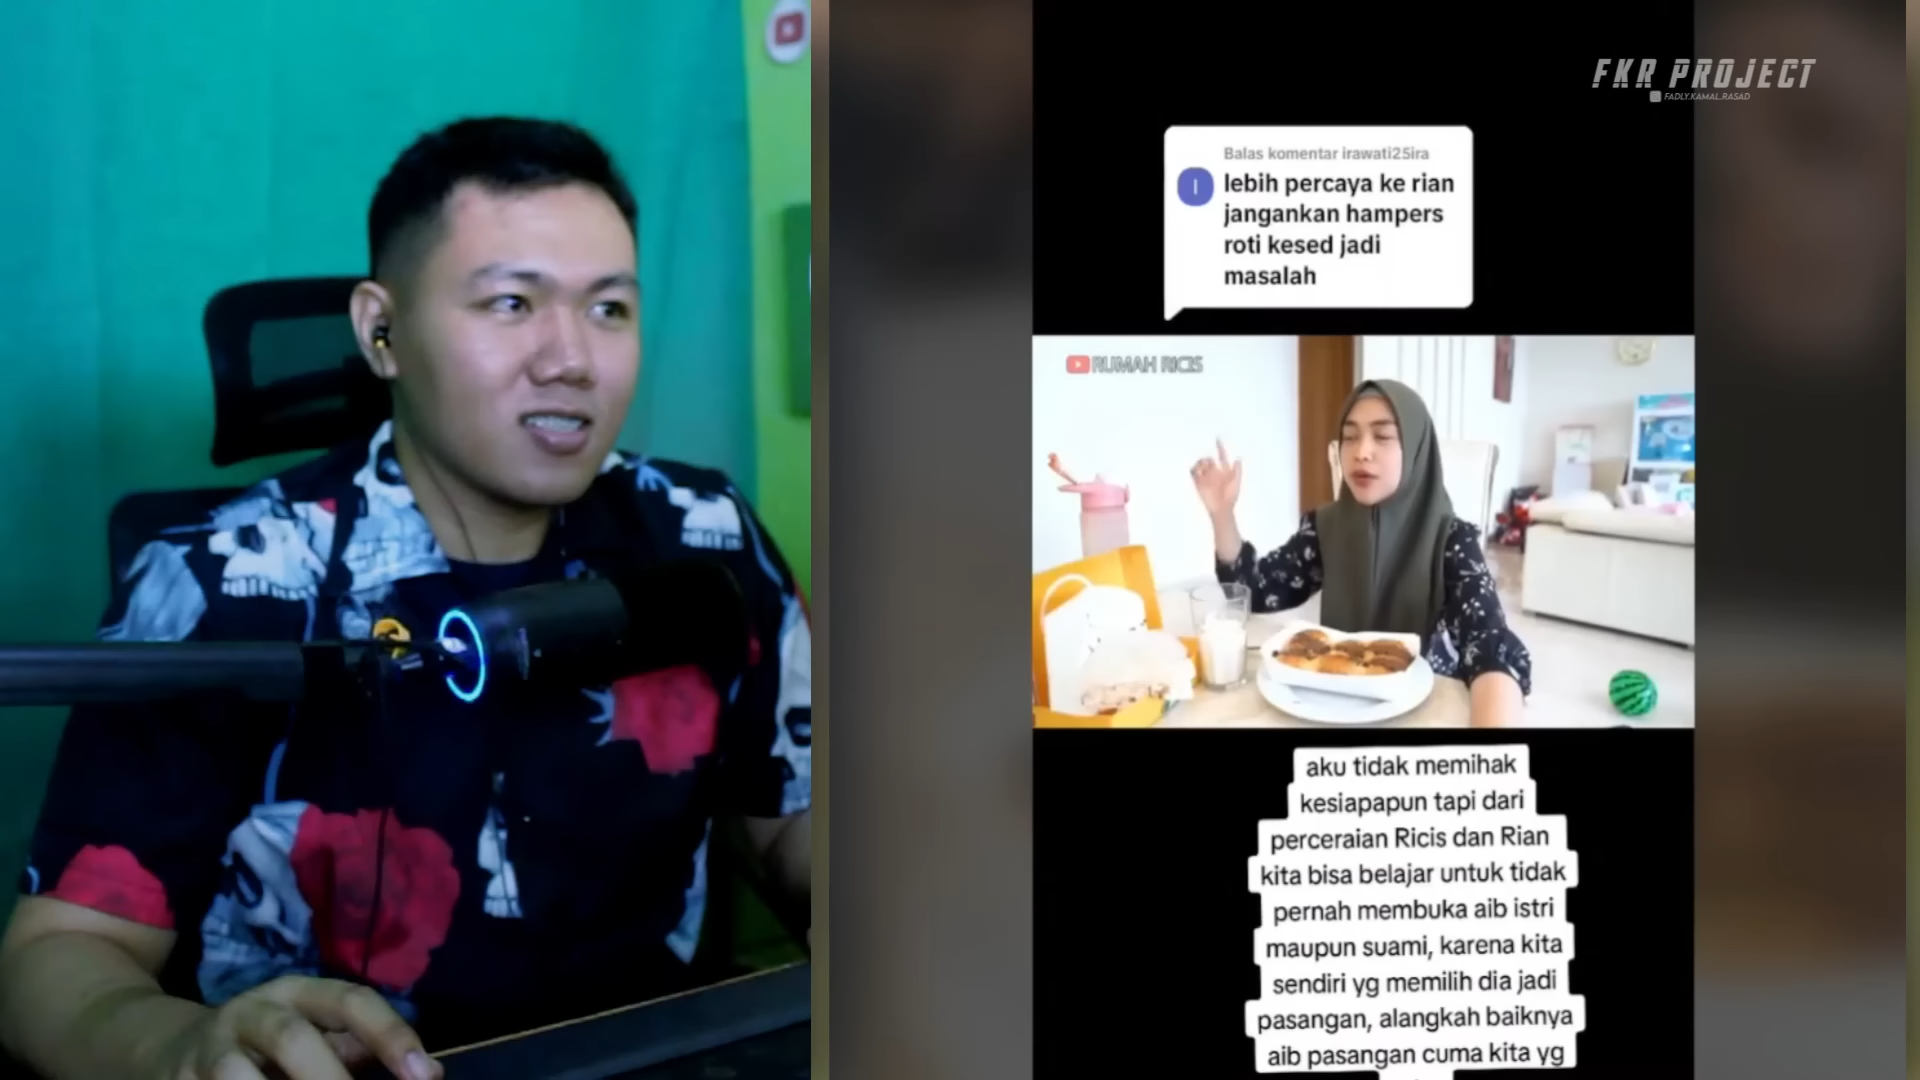 FKR PROJECT
FADLY.KAMAL.RASAD
Balas komentar irawati25ira
I
lebih percaya ke rian
jangankan hampers
roti kesed jadi
masalah
RUMAH RICIS
aku tidak memihak
kesiapapun tapi dari
perceraian Ricis dan Rian
kita bisa belajar untuk tidak
pernah membuka aib istri
maupun suami, karena kita
sendiri yg memilih dia jadi
pasangan, alangkah baiknya
aib pasangan cuma kita yg